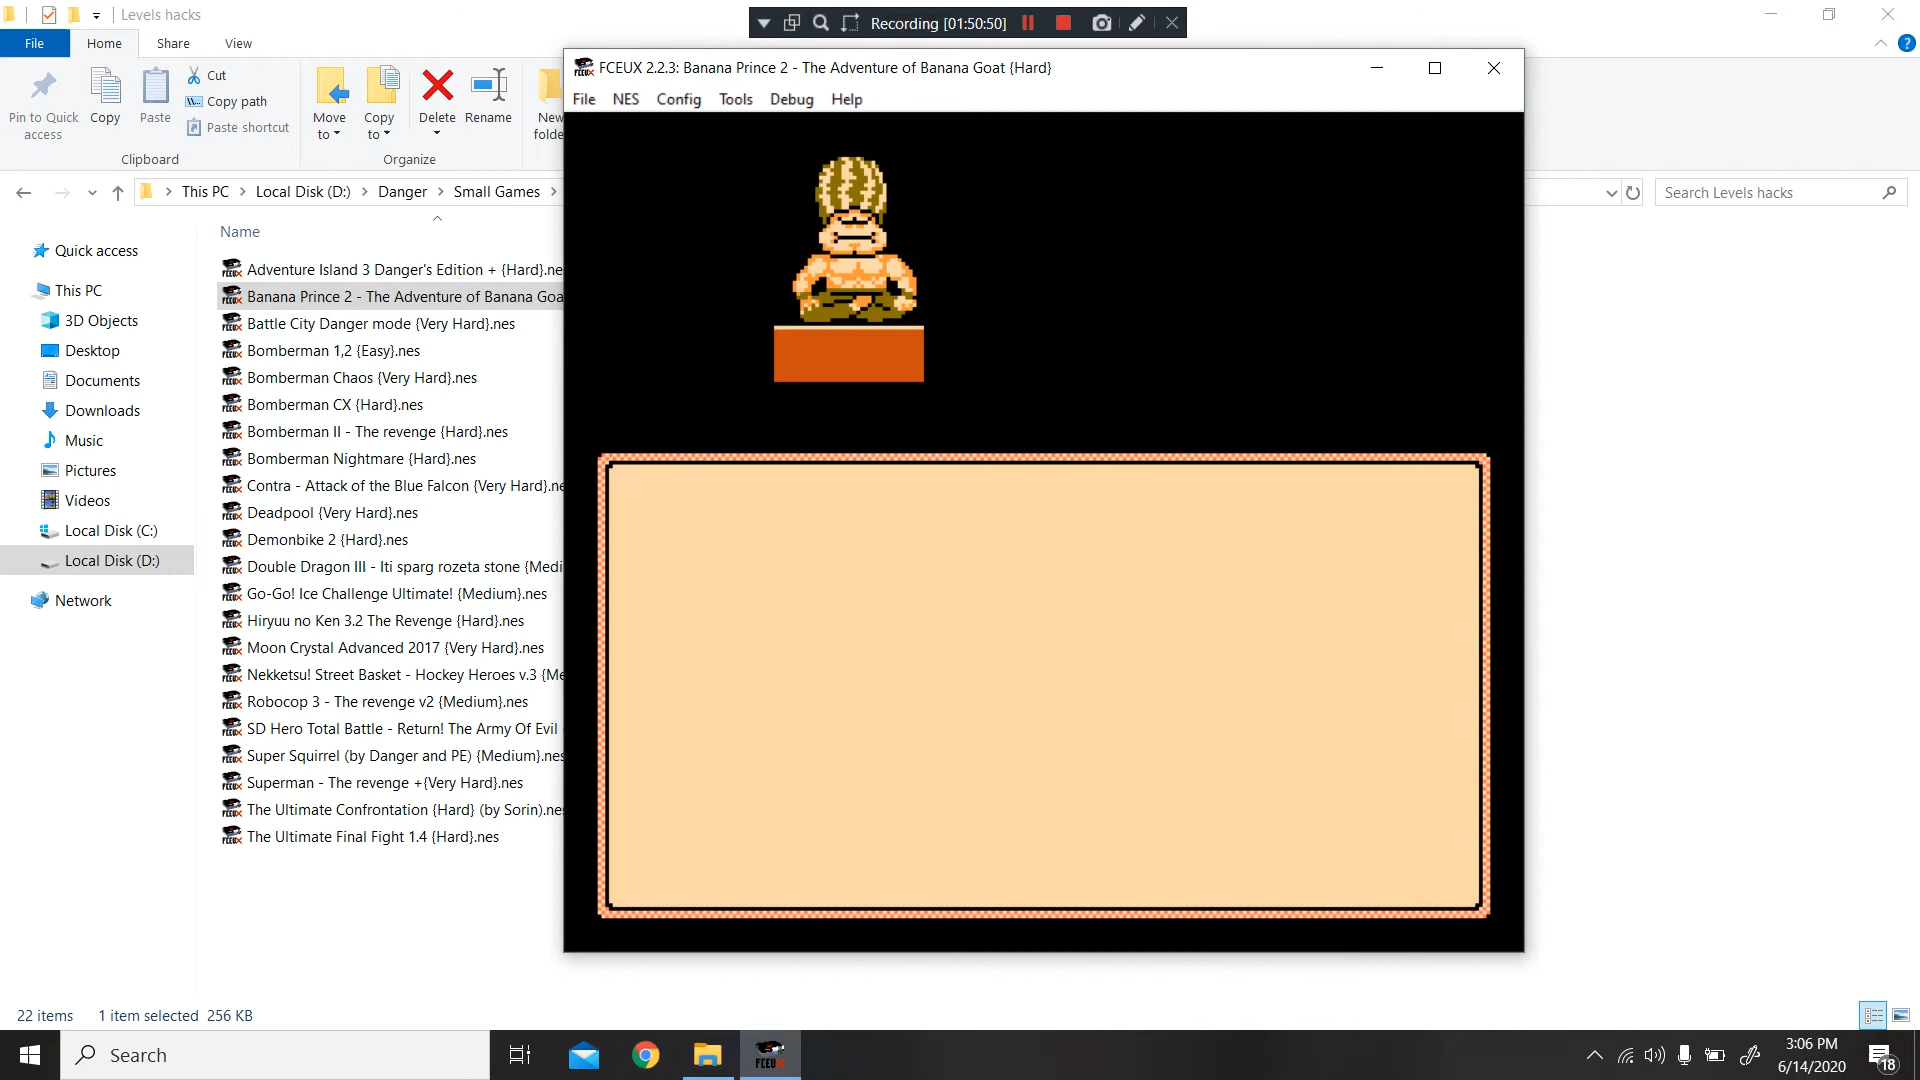 Levels hacks
Recording [01:50:50]
File
Home
Share
View
Pin to Quick access
Copy
Paste
Cut
Copy path
Paste shortcut
Move to
Copy to
Delete
Rename
New
folde
Clipboard
Organize
FCEUX 2.2.3: Banana Prince 2 - The Adventure of Banana Goat {Hard}
File NES Config Tools Debug Help
This PC > Local Disk (D:) > Danger > Small Games >
Search Levels hacks
Name
Quick access
This PC
3D Objects
Desktop
Documents
Downloads
Music
Pictures
Videos
Local Disk (C:)
Local Disk (D:)
Network
Adventure Island 3 Danger's Edition + {Hard}.ne
Banana Prince 2 - The Adventure of Banana Goa
Battle City Danger mode {Very Hard}.nes
Bomberman 1,2 {Easy}.nes
Bomberman Chaos {Very Hard}.nes
Bomberman CX {Hard}.nes
Bomberman II - The revenge {Hard}.nes
Bomberman Nightmare {Hard}.nes
Contra - Attack of the Blue Falcon {Very Hard}.ne
Deadpool {Very Hard}.nes
Demonbike 2 {Hard}.nes
Double Dragon III - Iti sparg rozeta stone {Medi
Go-Go! Ice Challenge Ultimate! {Medium}.nes
Hiryuu no Ken 3.2 The Revenge {Hard}.nes
Moon Crystal Advanced 2017 {Very Hard}.nes
Nekketsu! Street Basket - Hockey Heroes v.3 {Me
Robocop 3 - The revenge v2 {Medium}.nes
SD Hero Total Battle - Return! The Army Of Evil
Super Squirrel (by Danger and PE) {Medium}.nes
Superman - The revenge +{Very Hard}.nes
The Ultimate Confrontation {Hard} (by Sorin).nes
The Ultimate Final Fight 1.4 {Hard}.nes
22 items
1 item selected 256 KB
Search
3:06 PM
6/14/2020
18